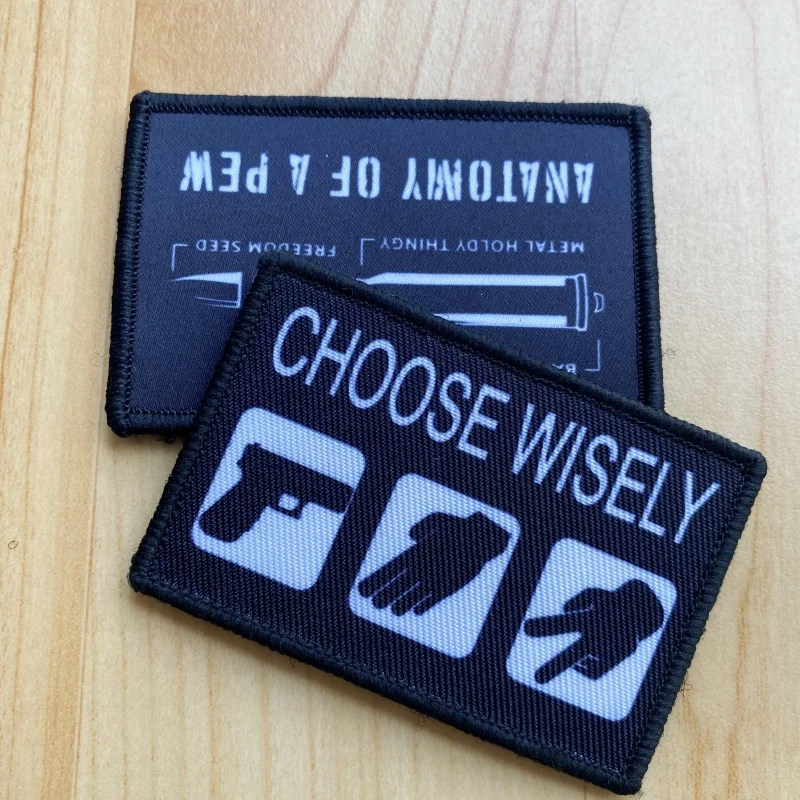 ANATOMY OF A PEW
METAL HOLDY THINGY
FREEDOM SEED
CHOOSE WISELY